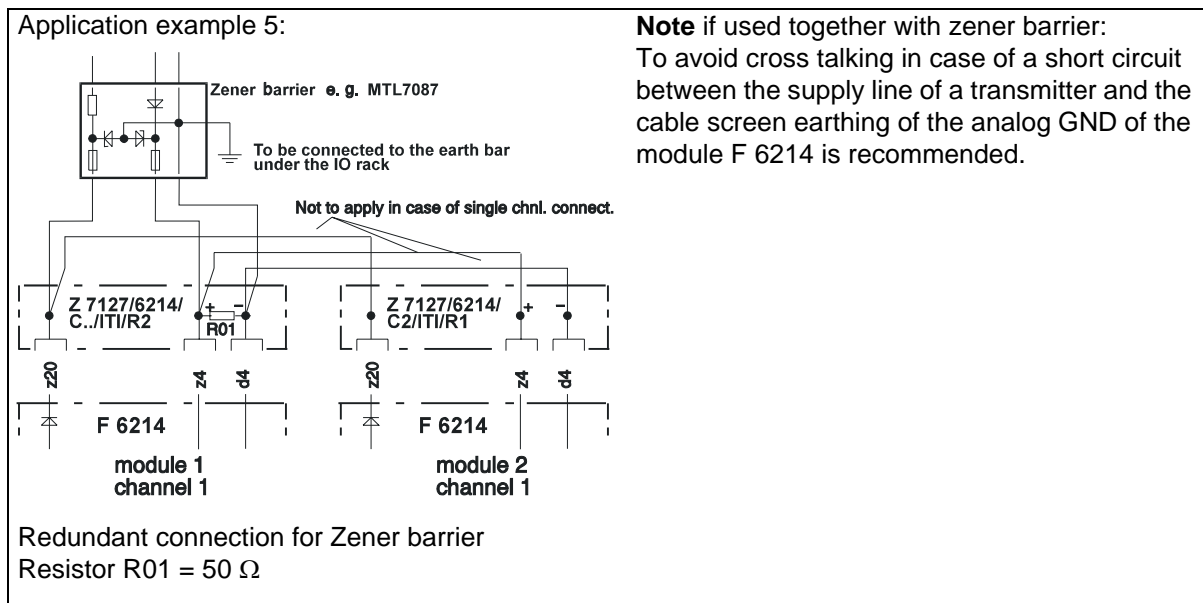 Application example 5:
Zener barrier e. g. MTL7087
To be connected to the earth bar
under the IO rack
Not to apply in case of single chnl. connect.
Z 7127/6214/
C../ITI/R2
+
–
R01
Z 7127/6214/
C2/ITI/R1
+
–
z20
z4
d4
z20
z4
d4
F 6214
F 6214
module 1
channel 1
module 2
channel 1
Redundant connection for Zener barrier
Resistor R01 = 50 Ω
Note if used together with zener barrier:
To avoid cross talking in case of a short circuit
between the supply line of a transmitter and the
cable screen earthing of the analog GND of the
module F 6214 is recommended.